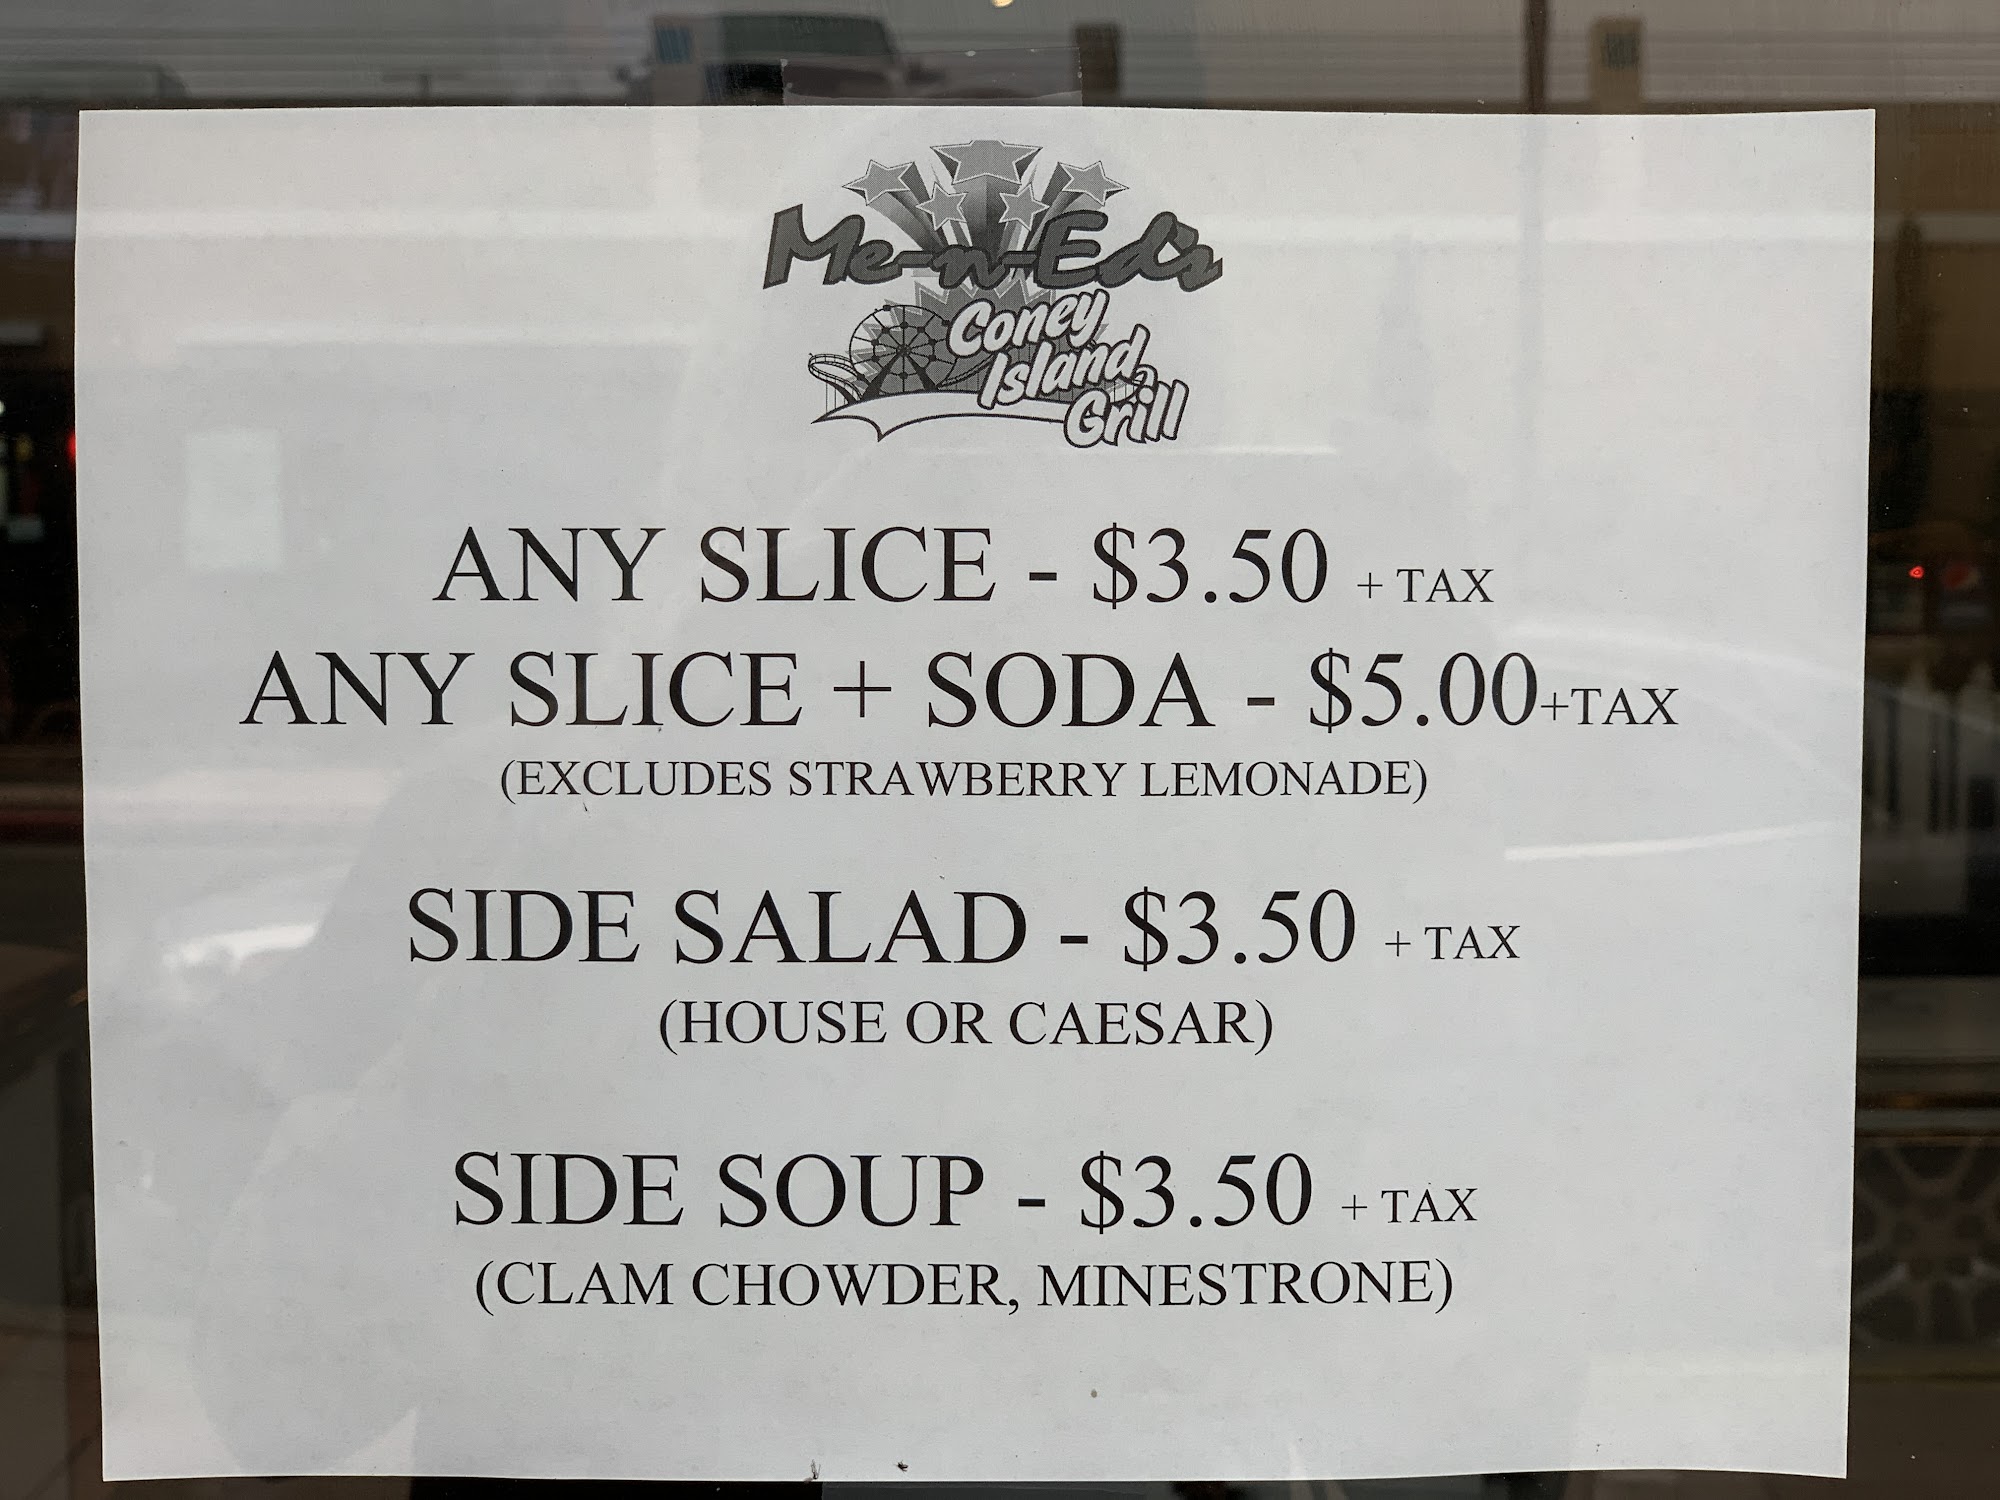 Me-n-Ed's
Coney
Island
Grill
ANY SLICE - $3.50 + TAX
ANY SLICE + SODA - $5.00+TAX
(EXCLUDES STRAWBERRY LEMONADE)
SIDE SALAD - $3.50 + TAX
(HOUSE OR CAESAR)
SIDE SOUP - $3.50 + TAX
(CLAM CHOWDER, MINESTRONE)